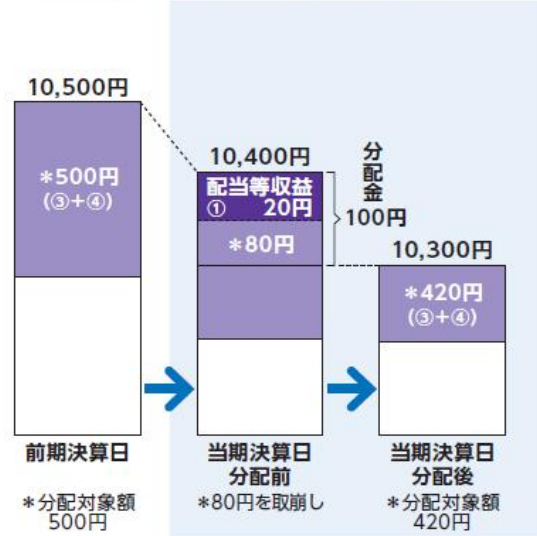 10,500円
*500円
(③+④)
10,400円
配当等収益
① 20円
*80円
分配金
100円
10,300円
*420円
(③+④)
前期決算日
*分配対象額
500円
当期決算日
分配前
*80円を取崩し
当期決算日
分配後
*分配対象額
420円